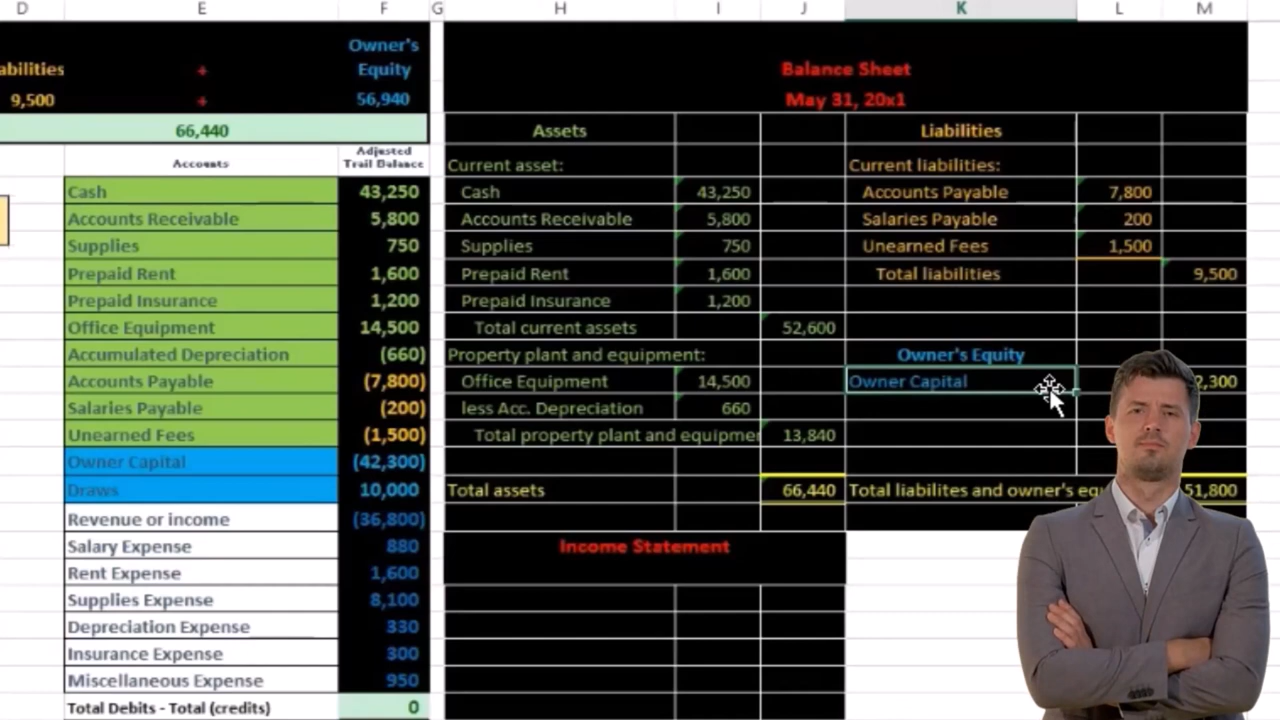 D E F G H I J K L M
Owner's
abilities + Equity
9,500 + 56,940
66,440
Balance Sheet
May 31, 20x1
Accounts
Adjusted
Trail Balance
Assets Liabilities
Current asset: Current liabilities:
Cash 43,250 Cash 43,250 Accounts Payable 7,800
Accounts Receivable 5,800 Accounts Receivable 5,800 Salaries Payable 200
Supplies 750 Supplies 750 Unearned Fees 1,500
Prepaid Rent 1,600 Prepaid Rent 1,600 Total liabilities 9,500
Prepaid Insurance 1,200 Prepaid Insurance 1,200
Office Equipment 14,500 Total current assets 52,600
Accumulated Depreciation (660) Property plant and equipment: Owner's Equity
Accounts Payable (7,800) Office Equipment 14,500 Owner Capital 2,300
Salaries Payable (200) less Acc. Depreciation 660
Unearned Fees (1,500) Total property plant and equipmer 13,840
Owner Capital (42,300)
Draws 10,000 Total assets 66,440 Total liabilites and owner's equ 51,800
Revenue or income (36,800)
Salary Expense 880 Income Statement
Rent Expense 1,600
Supplies Expense 8,100
Depreciation Expense 330
Insurance Expense 300
Miscellaneous Expense 950
Total Debits - Total (credits) 0